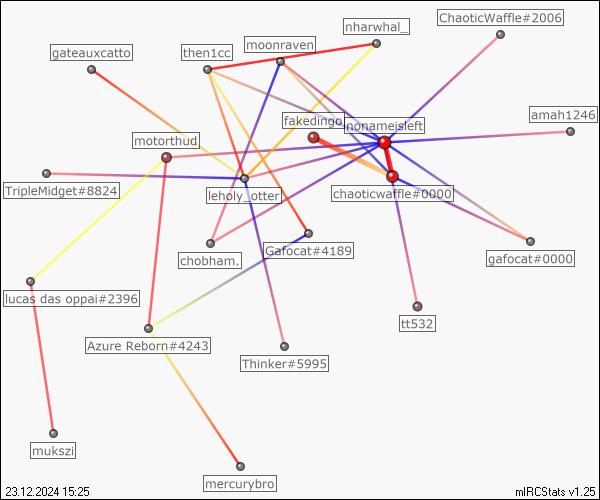 ChaoticWaffle#2006
nharwhal_
moonraven
gateauxcatto
then1cc
amah1246
fakedingo
nonameisleft
motorthud
TripleMidget#8824
leholy_otter
chaoticwaffle#0000
Gafocat#4189
chobham.
gafocat#0000
lucas das oppai#2396
tt532
Azure Reborn#4243
Thinker#5995
mukszi
mercurybro
23.12.2024 15:25
mIRCStats v1.25